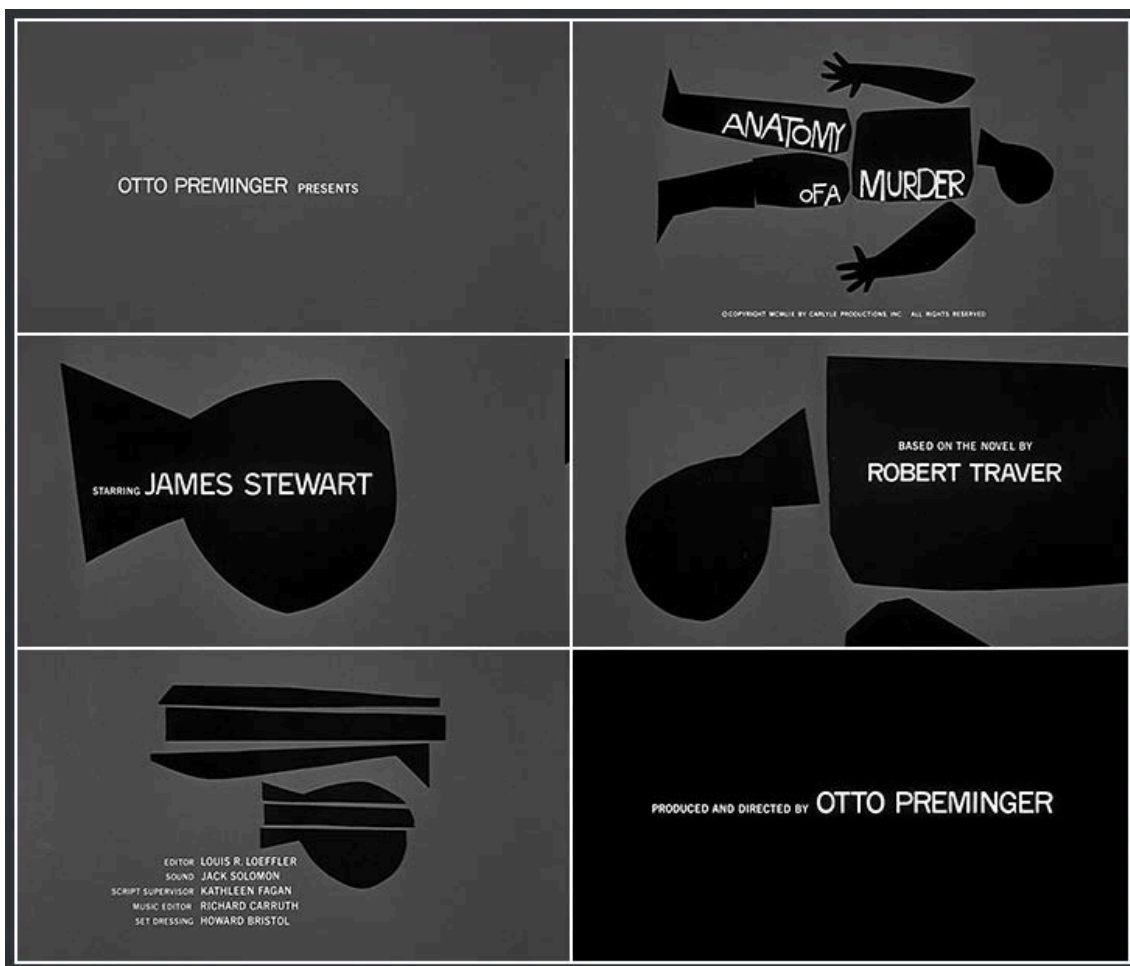 OTTO PREMINGER PRESENTS
ANATOMY
OF A MURDER
©COPYRIGHT MCMLIX BY CARLYLE PRODUCTIONS, INC. ALL RIGHTS RESERVED
STARRING JAMES STEWART
BASED ON THE NOVEL BY
ROBERT TRAVER
EDITOR LOUIS R. LOEFFLER
SOUND JACK SOLOMON
SCRIPT SUPERVISOR KATHLEEN FAGAN
MUSIC EDITOR RICHARD CARRUTH
SET DRESSING HOWARD BRISTOL
PRODUCED AND DIRECTED BY OTTO PREMINGER